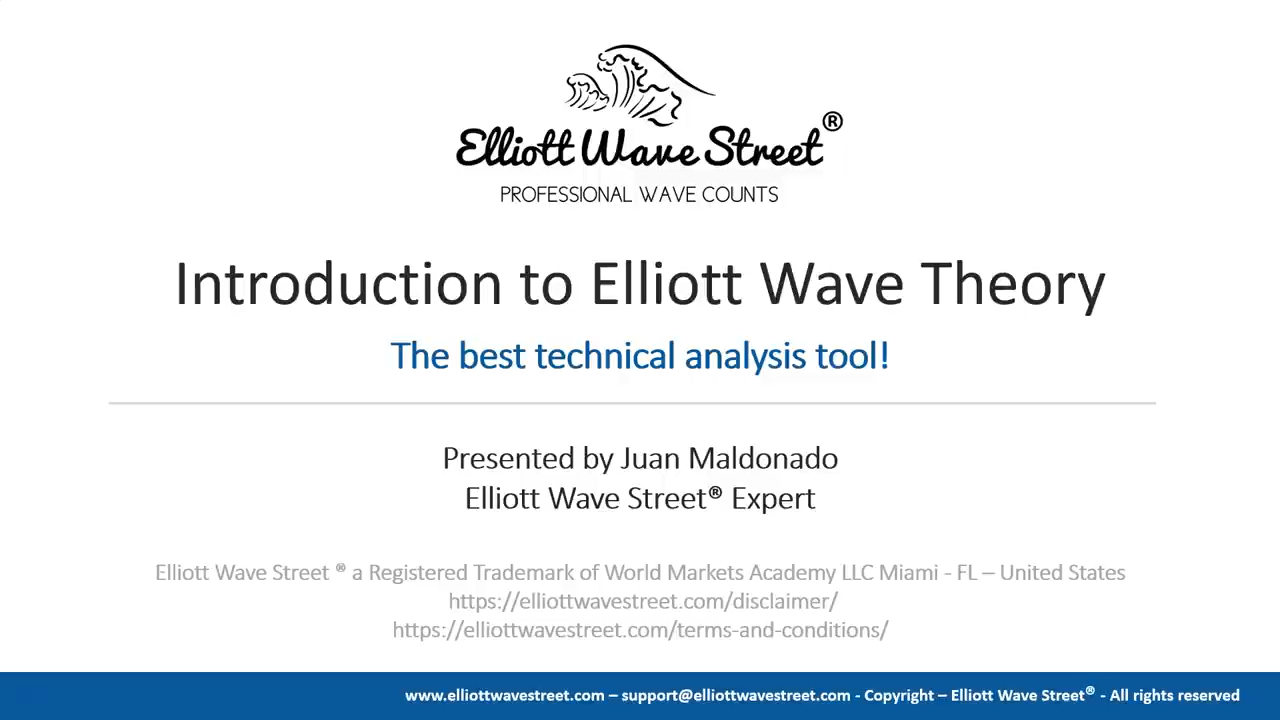 Elliott Wave Street®
PROFESSIONAL WAVE COUNTS
Introduction to Elliott Wave Theory
The best technical analysis tool!
Presented by Juan Maldonado
Elliott Wave Street® Expert
Elliott Wave Street ® a Registered Trademark of World Markets Academy LLC Miami - FL – United States
https://elliottwavestreet.com/disclaimer/
https://elliottwavestreet.com/terms-and-conditions/
www.elliottwavestreet.com – support@elliottwavestreet.com - Copyright – Elliott Wave Street® - All rights reserved